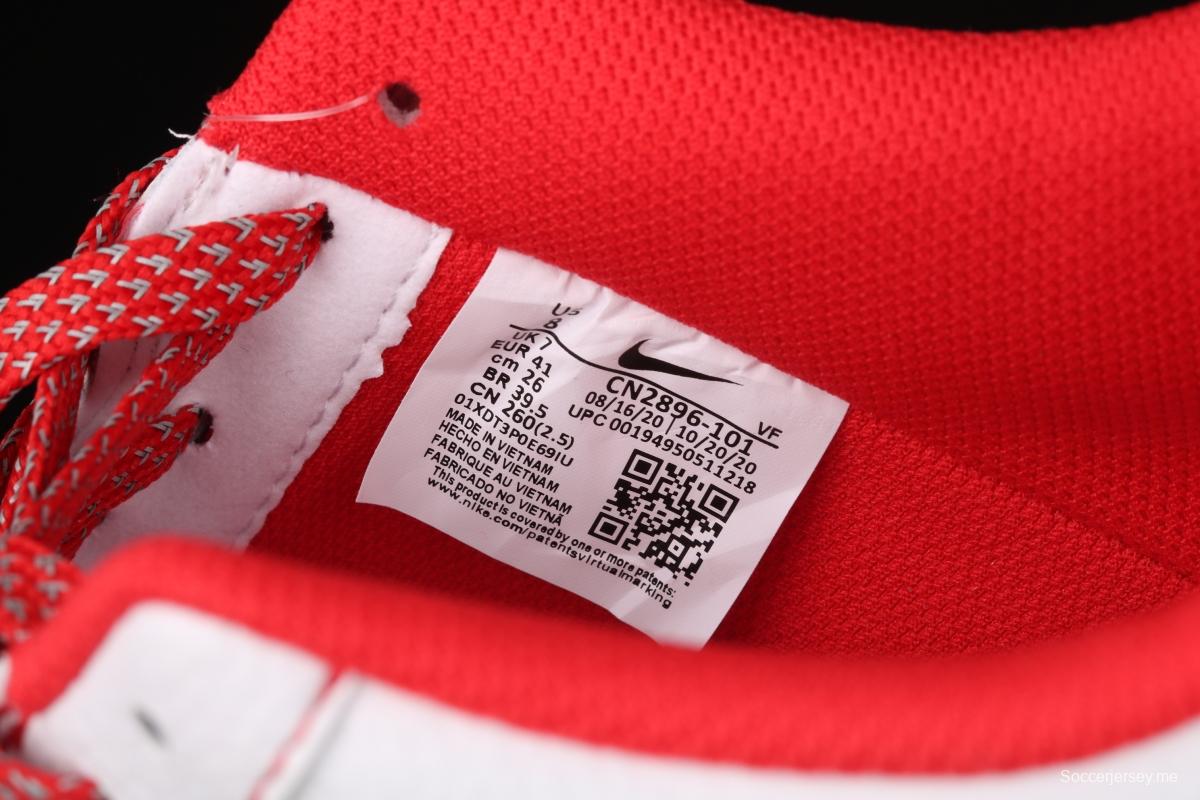 US
8
UK 7
EUR 41
cm 26
BR 39.5
CN 260(2.5)
01XDT3P0E69IU
MADE IN VIETNAM
HECHO EN VIETNAM
FABRIQUE AU VIETNAM
FABRICADO NO VIETNÃ
This product is covered by one or more patents:
www.nike.com/patentsvirtualmarking
CN2896-101 VF
08/16/20 | 10/20/20
UPC 00194950511218
Soccerjersey.me